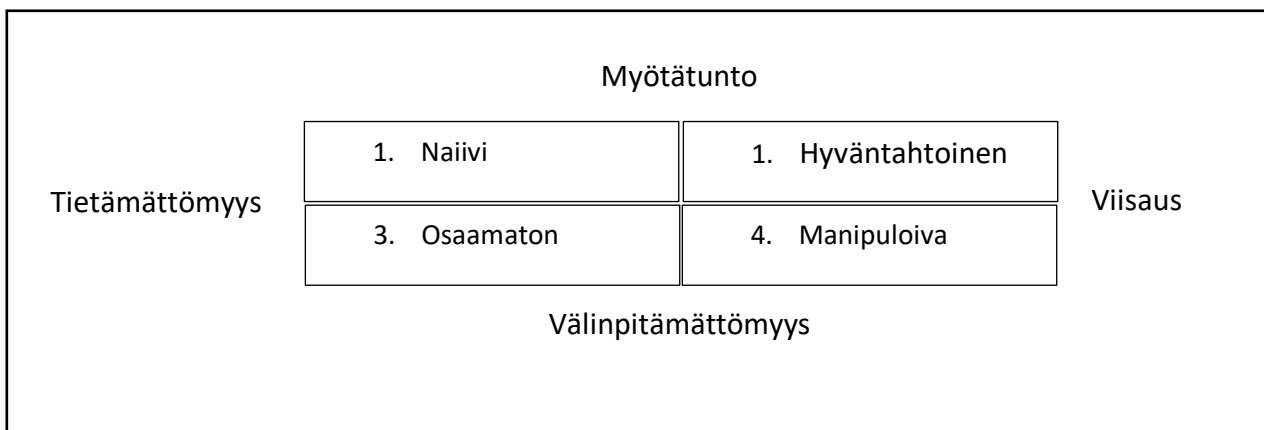 Myötätunto
1. Naiivi
1. Hyväntahtoinen
Tietämättömyys
Viisaus
3. Osaamaton
4. Manipuloiva
Välinpitämättömyys